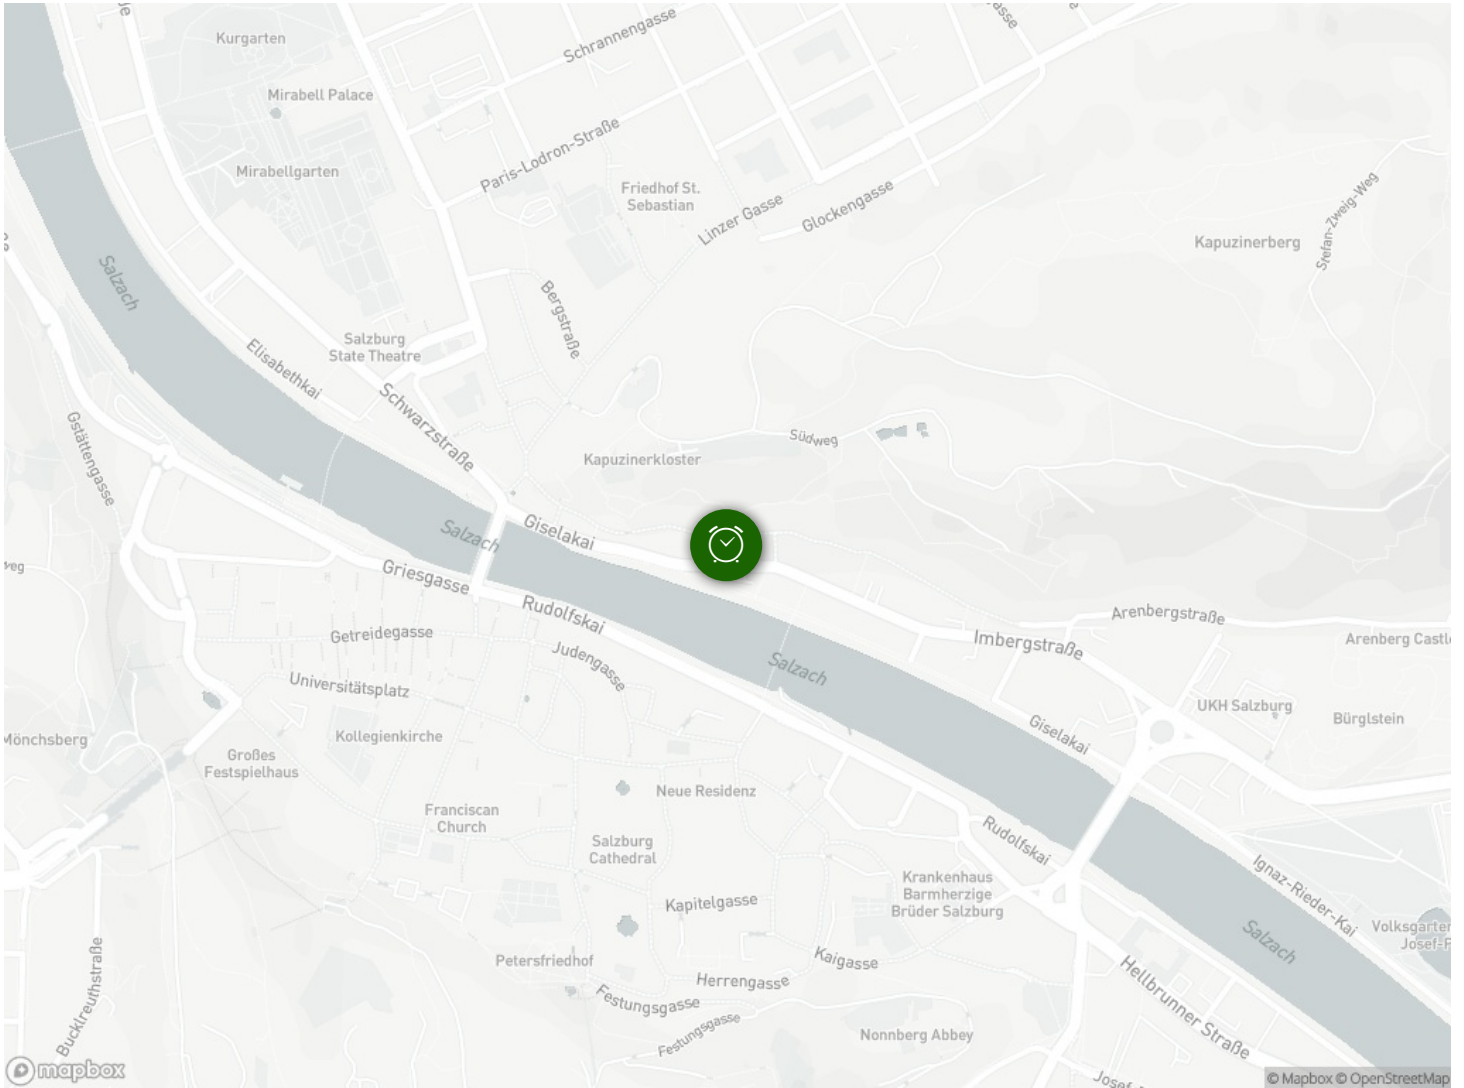 Kurgarten
Schrannengasse
Mirabell Palace
Paris-Lodron-Straße
Mirabellgarten
Friedhof St.
Sebastian
Linzer Gasse
Glockengasse
Stefan-Zweig-Weg
Kapuzinerberg
Salzach
Bergstraße
Salzburg
State Theatre
Elisabethkai
Schwarzstraße
Gstättengasse
Südweg
Kapuzinerkloster
Salzach
Giselakai
Griesgasse
Rudolfskai
Getreidegasse
Judengasse
Arenbergstraße
Imbergstraße
Arenberg Castl
Salzach
Universitätsplatz
UKH Salzburg
Bürglstein
Giselakai
Mönchsberg
Kollegienkirche
Großes
Festspielhaus
Neue Residenz
Franciscan
Church
Salzburg
Cathedral
Rudolfskai
Krankenhaus
Barmherzige
Brüder Salzburg
Ignaz-Rieder-Kai
Kapitelgasse
Volksgarten
Josef-P
Salzach
Petersfriedhof
Kaigasse
Herrengasse
Festungsgasse
Festungsgasse
Bucklreuthstraße
Nonnberg Abbey
Hellbrunner Straße
Josef-
mapbox
© Mapbox © OpenStreetMap